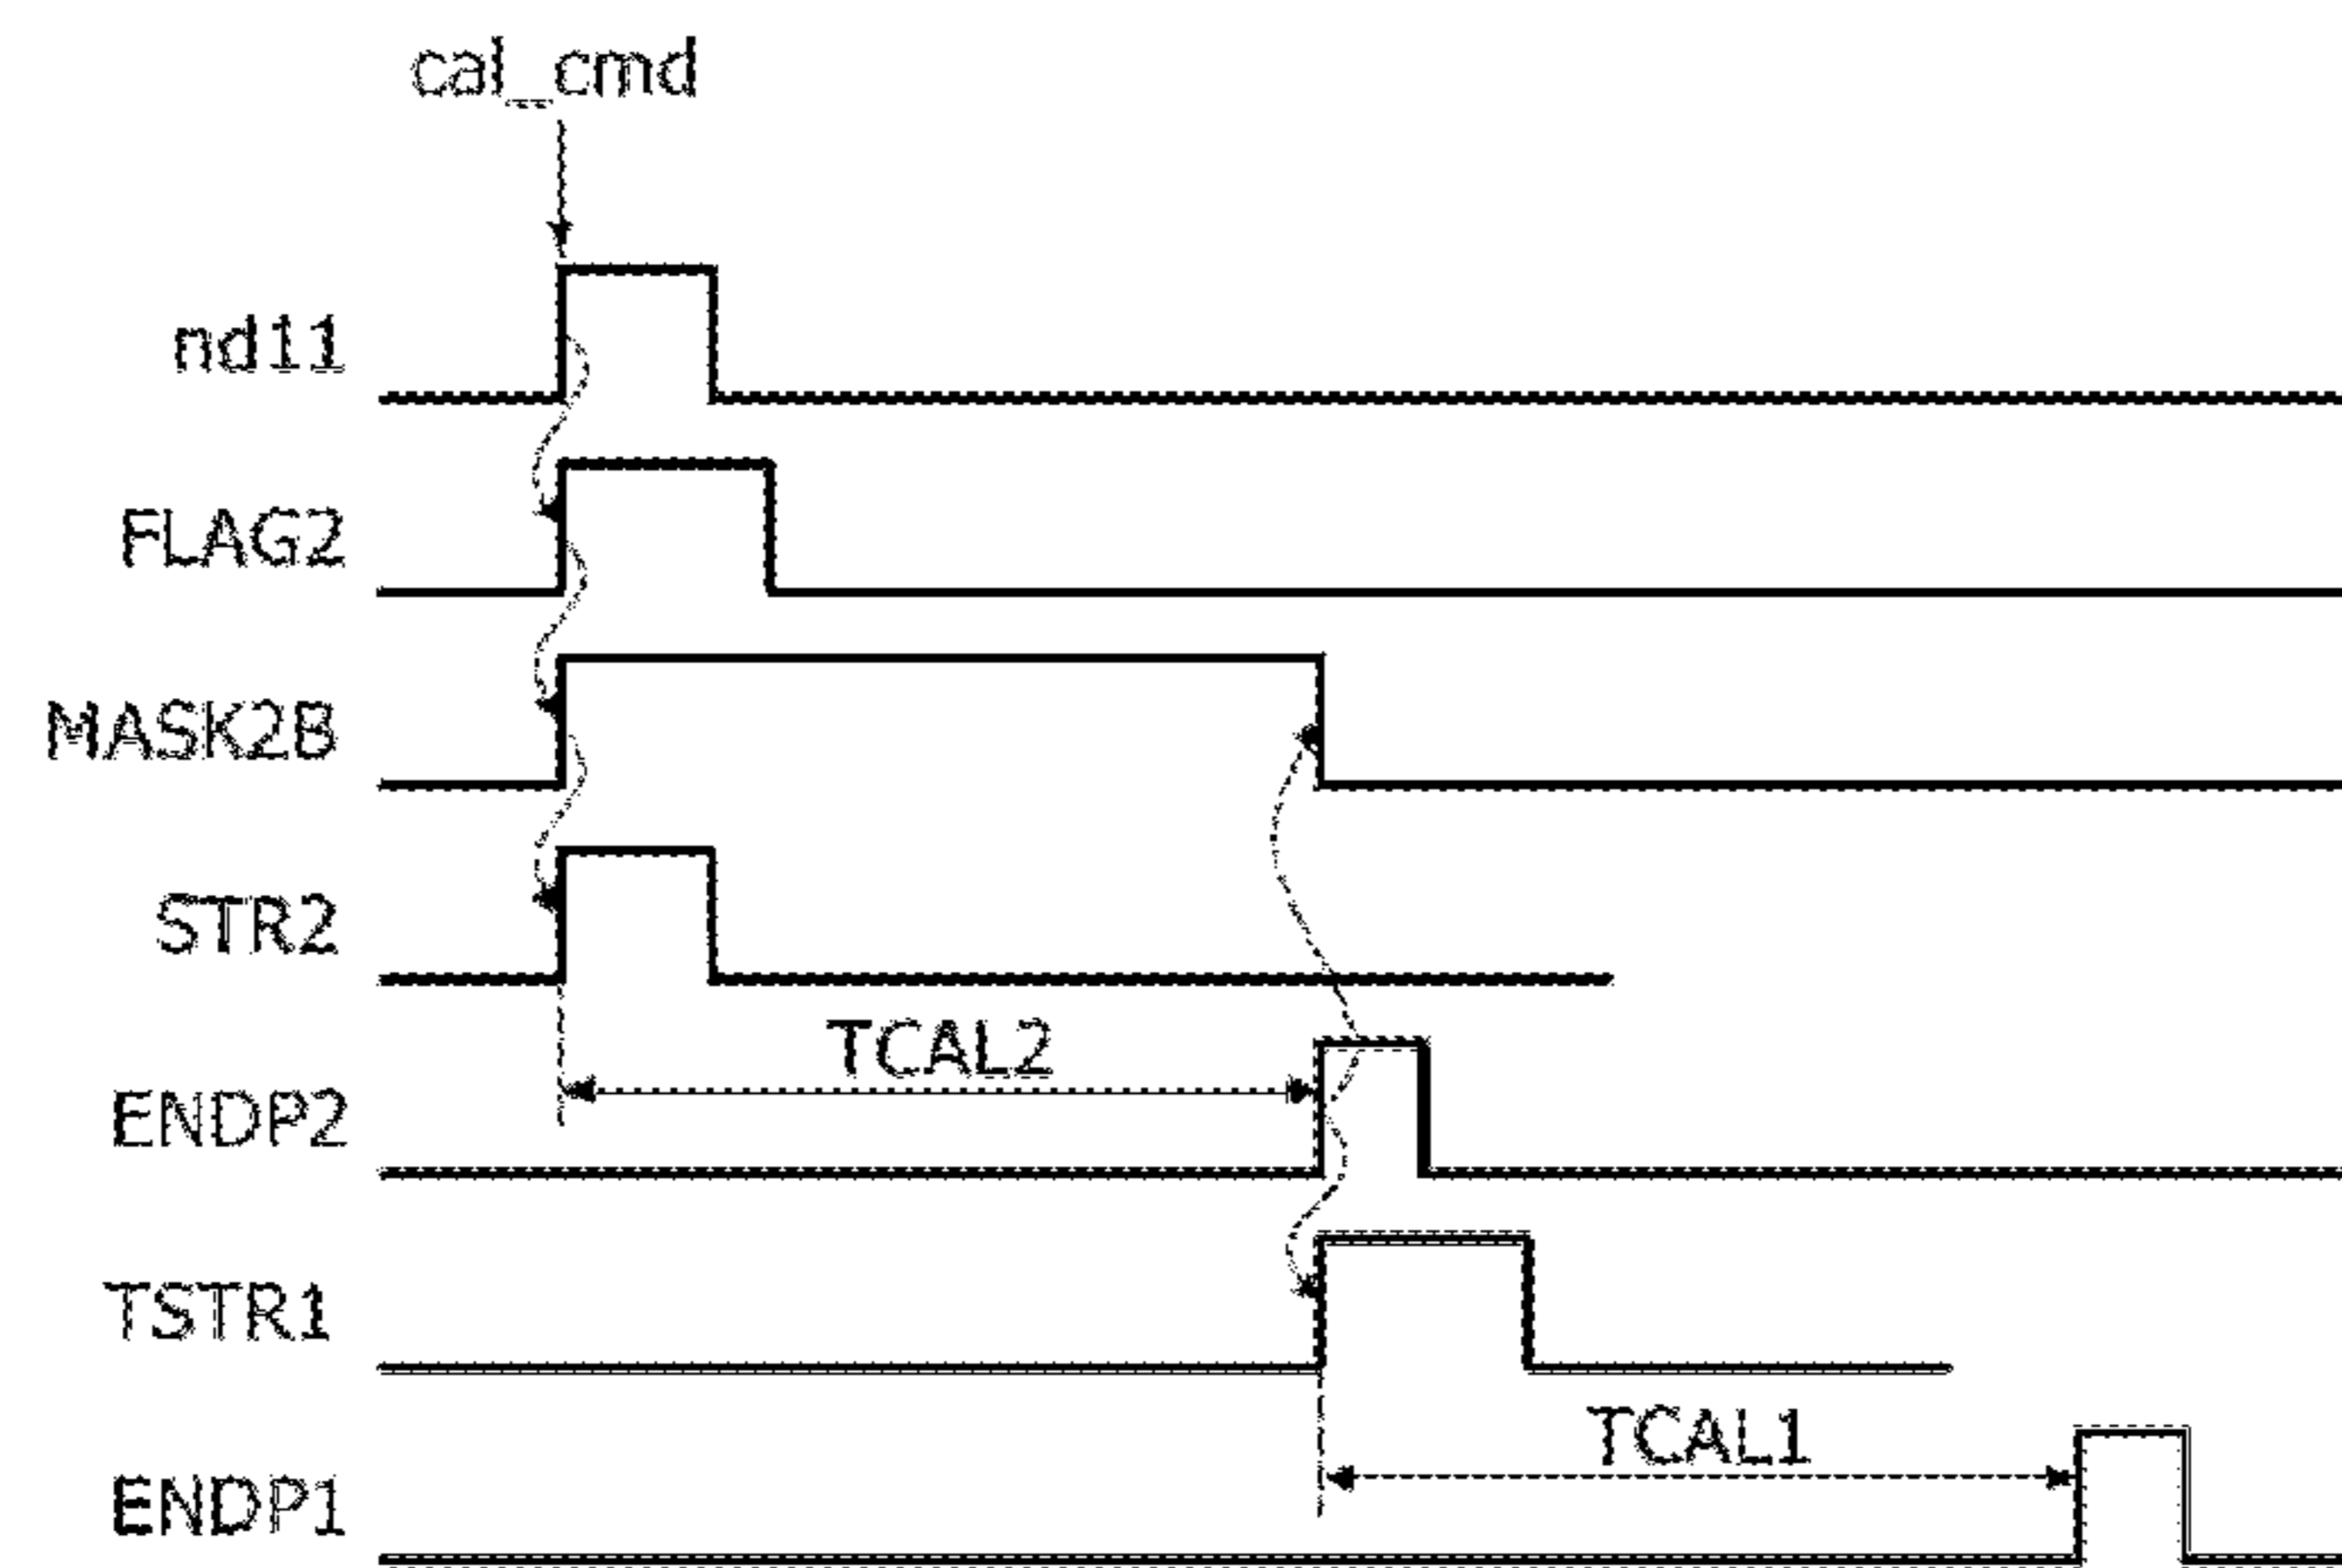 cal_cmd
nd11
FLAG2
MASK2B
STR2
TCAL2
ENDP2
TSTR1
TCAL1
ENDP1